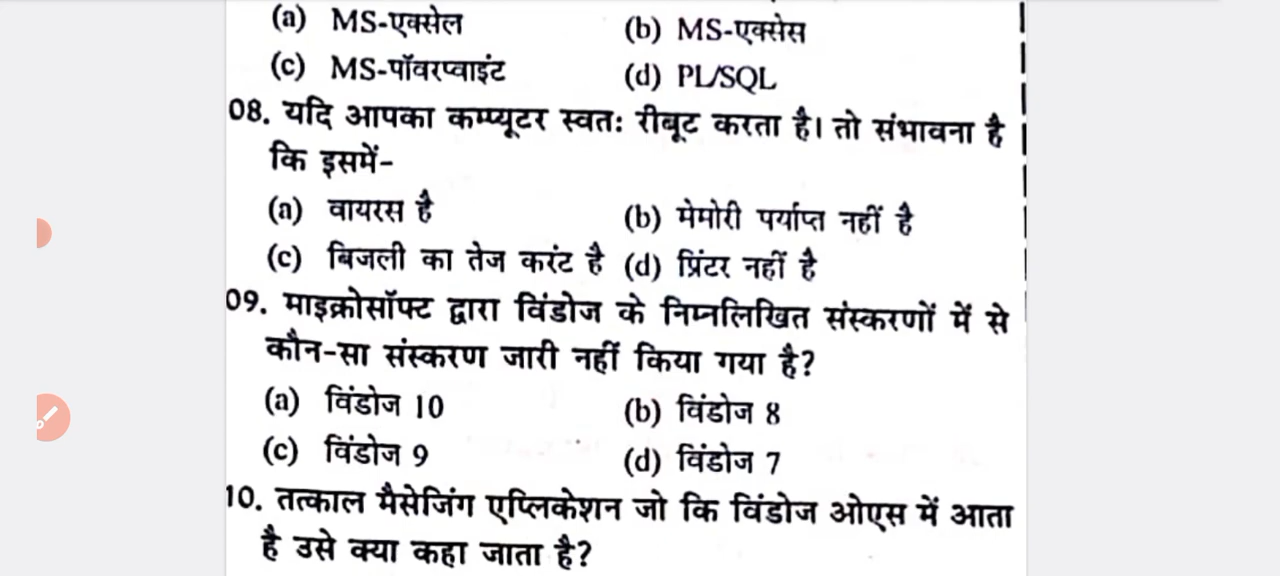 (a) MS-एक्सेल (b) MS-एक्सेस
(c) MS-पॉवरप्वाइंट (d) PL/SQL
08. यदि आपका कम्प्यूटर स्वतः रीबूट करता है। तो संभावना है
कि इसमें-
(a) वायरस है (b) मेमोरी पर्याप्त नहीं है
(c) बिजली का तेज करंट है (d) प्रिंटर नहीं है
09. माइक्रोसॉफ्ट द्वारा विंडोज के निम्नलिखित संस्करणों में से
कौन-सा संस्करण जारी नहीं किया गया है?
(a) विंडोज 10 (b) विंडोज 8
(c) विंडोज 9 (d) विंडोज 7
10. तत्काल मैसेजिंग एप्लिकेशन जो कि विंडोज ओएस में आता
है उसे क्या कहा जाता है?